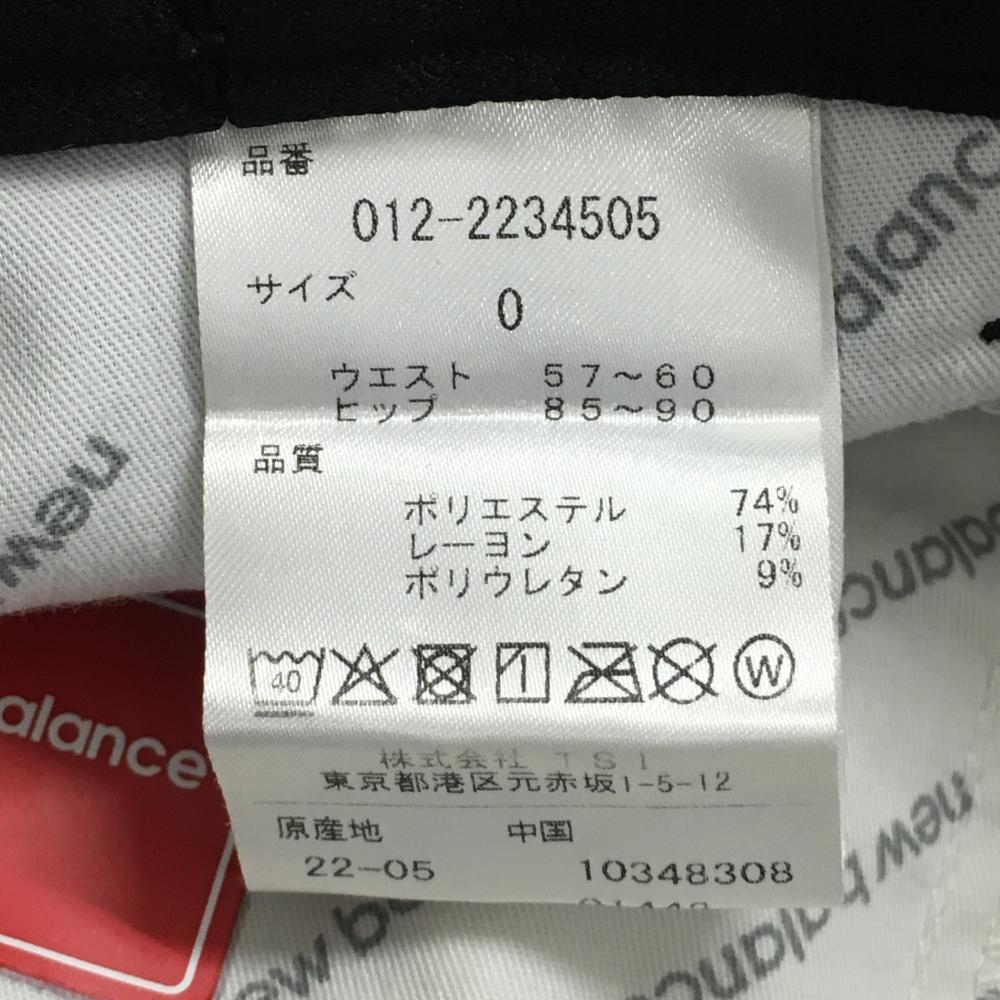 品番
012-2234505
サイズ
0
ウエスト 57〜60
ヒップ 85〜90
品質
ポリエステル 74%
レーヨン 17%
ポリウレタン 9%
40
W
株式会社 TSI
東京都港区元赤坂1-5-12
原産地 中国
22-05 10348308
alance
new
balance
balance
new balance